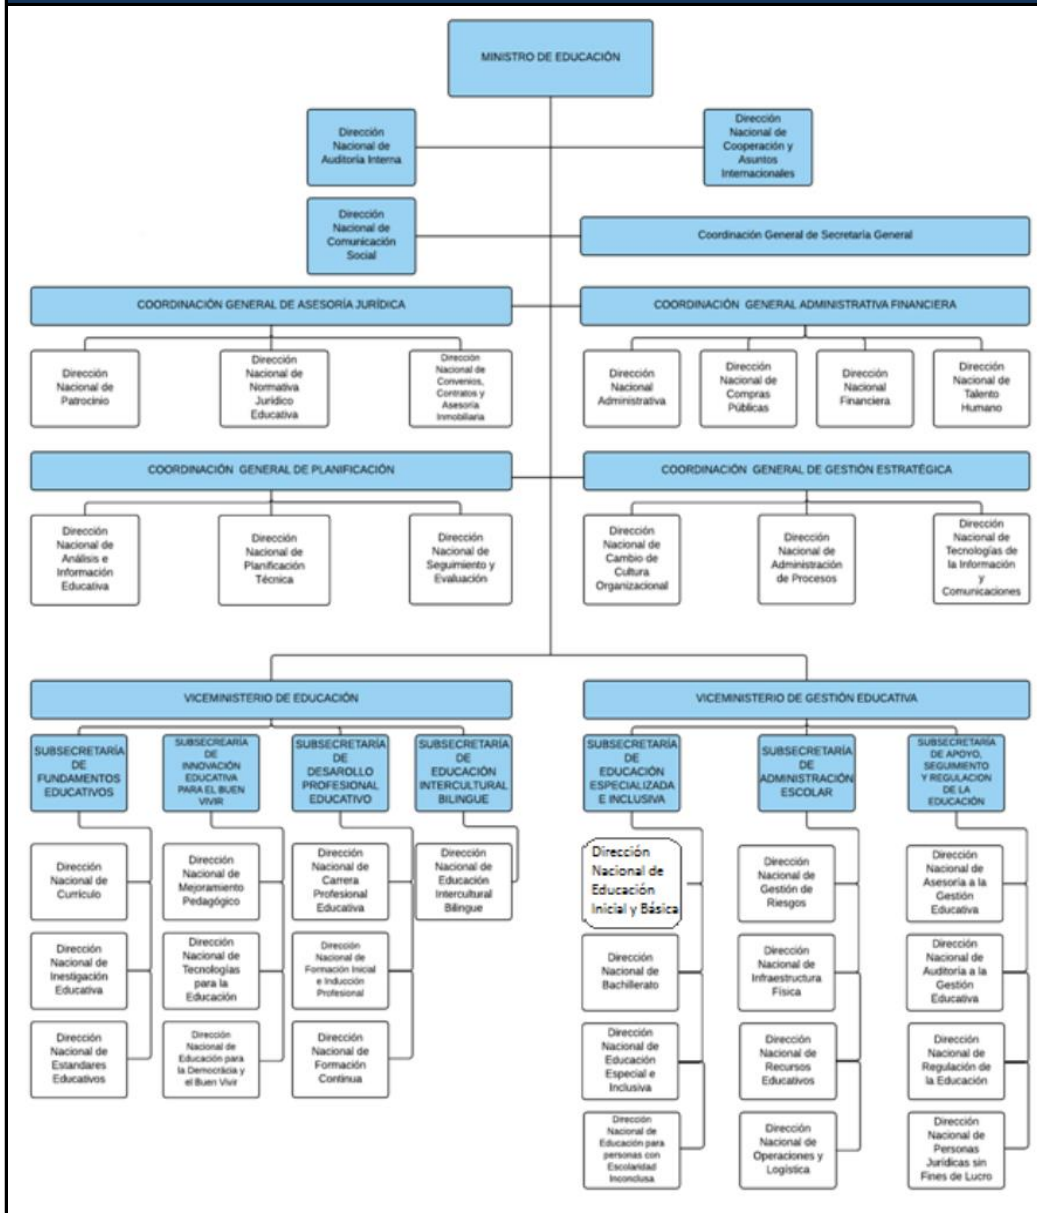 MINISTRO DE EDUCACIÓN
Dirección
Nacional de
Auditoría Interna
Dirección
Nacional de
Cooperación y
Asuntos
Internacionales
Dirección
Nacional de
Comunicación
Social
Coordinación General de Secretaría General
COORDINACIÓN GENERAL DE ASESORÍA JURÍDICA
COORDINACIÓN GENERAL ADMINISTRATIVA FINANCIERA
Dirección
Nacional de
Patrocinio
Dirección
Nacional de
Normativa
Jurídico
Educativa
Dirección
Nacional de
Convenios,
Contratos y
Asesoría
Inmobiliaria
Dirección
Nacional
Administrativa
Dirección
Nacional de
Compras
Públicas
Dirección
Nacional
Financiera
Dirección
Nacional de
Talento
Humano
COORDINACIÓN GENERAL DE PLANIFICACIÓN
COORDINACIÓN GENERAL DE GESTIÓN ESTRATÉGICA
Dirección
Nacional de
Análisis e
Información
Educativa
Dirección
Nacional de
Planificación
Técnica
Dirección
Nacional de
Seguimiento y
Evaluación
Dirección
Nacional de
Cambio de
Cultura
Organizacional
Dirección
Nacional de
Administración
de Procesos
Dirección
Nacional de
Tecnologías de
la Información
y
Comunicaciones
VICEMINISTERIO DE EDUCACIÓN
VICEMINISTERIO DE GESTIÓN EDUCATIVA
SUBSECRETARÍA
DE
FUNDAMENTOS
EDUCATIVOS
SUBSECREARÍA
DE
INNOVACIÓN
EDUCATIVA
PARA EL BUEN
VIVIR
SUBSECRETARÍA
DE
DESAROLLO
PROFESIONAL
EDUCATIVO
SUBSECRETARÍA
DE
EDUCACIÓN
INTERCULTURAL
BILINGUE
SUBSECRETARÍA
DE
EDUCACIÓN
ESPECIALIZADA
E INCLUSIVA
SUBSECRETARÍA
DE
ADMINISTRACIÓN
ESCOLAR
SUBSECRETARÍA
DE APOYO,
SEGUIMIENTO
Y REGULACION
DE LA
EDUCACIÓN
Dirección
Nacional de
Currículo
Dirección
Nacional de
Mejoramiento
Pedagógico
Dirección
Nacional de
Carrera
Profesional
Educativa
Dirección
Nacional de
Educación
Intercultural
Bilingue
Dirección
Nacional de
Educación
Inicial y Básica
Dirección
Nacional de
Gestión de
Riesgos
Dirección
Nacional de
Asesoría a la
Gestión
Educativa
Dirección
Nacional de
Inestigación
Educativa
Dirección
Nacional de
Tecnologías
para la
Educación
Dirección
Nacional de
Formación Inicial
e Inducción
Profesional
Dirección
Nacional de
Bachillerato
Dirección
Nacional de
Infraestructura
Física
Dirección
Nacional de
Auditoría a la
Gestión
Educativa
Dirección
Nacional de
Estandares
Educativos
Dirección
Nacional de
Educación para
la Demócracia y
el Buen Vivir
Dirección
Nacional de
Formación
Continua
Dirección
Nacional de
Educación
Especial e
Inclusiva
Dirección
Nacional de
Recursos
Educativos
Dirección
Nacional de
Regulación de
la Educación
Dirección
Nacional de
Educación para
personas con
Escolaridad
Inconclusa
Dirección
Nacional de
Operaciones y
Logística
Dirección
Nacional de
Personas
Jurídicas sin
Fines de Lucro